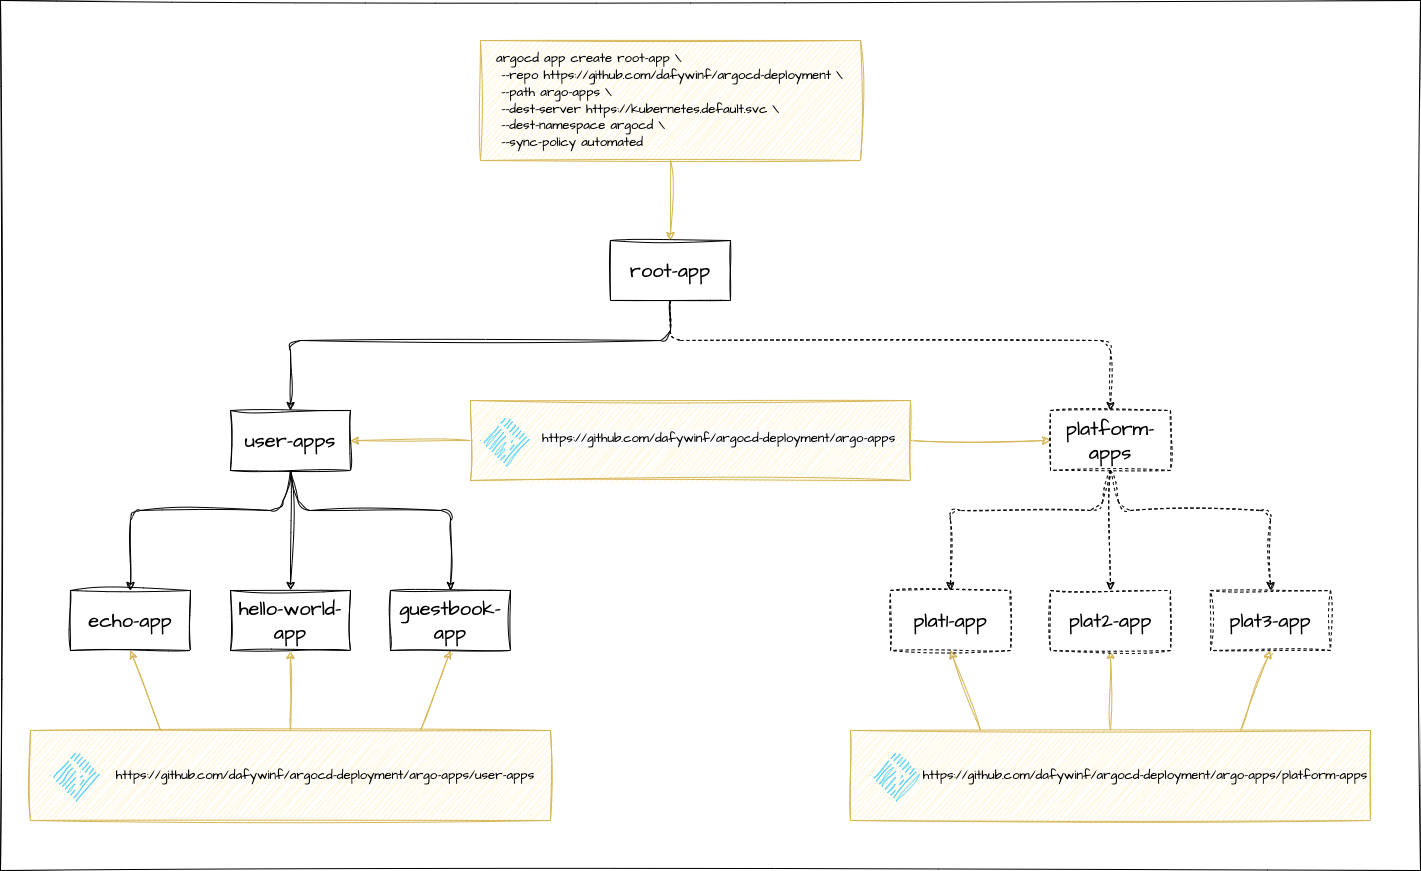 argocd app create root-app \
--repo https://github.com/dafywinf/argocd-deployment \
--path argo-apps \
--dest-server https://kubernetes.default.svc \
--dest-namespace argocd \
--sync-policy automated
root-app
user-apps
https://github.com/dafywinf/argocd-deployment/argo-apps
platform-
apps
echo-app
hello-world-
app
guestbook-
app
plat1-app
plat2-app
plat3-app
https://github.com/dafywinf/argocd-deployment/argo-apps/user-apps
https://github.com/dafywinf/argocd-deployment/argo-apps/platform-apps